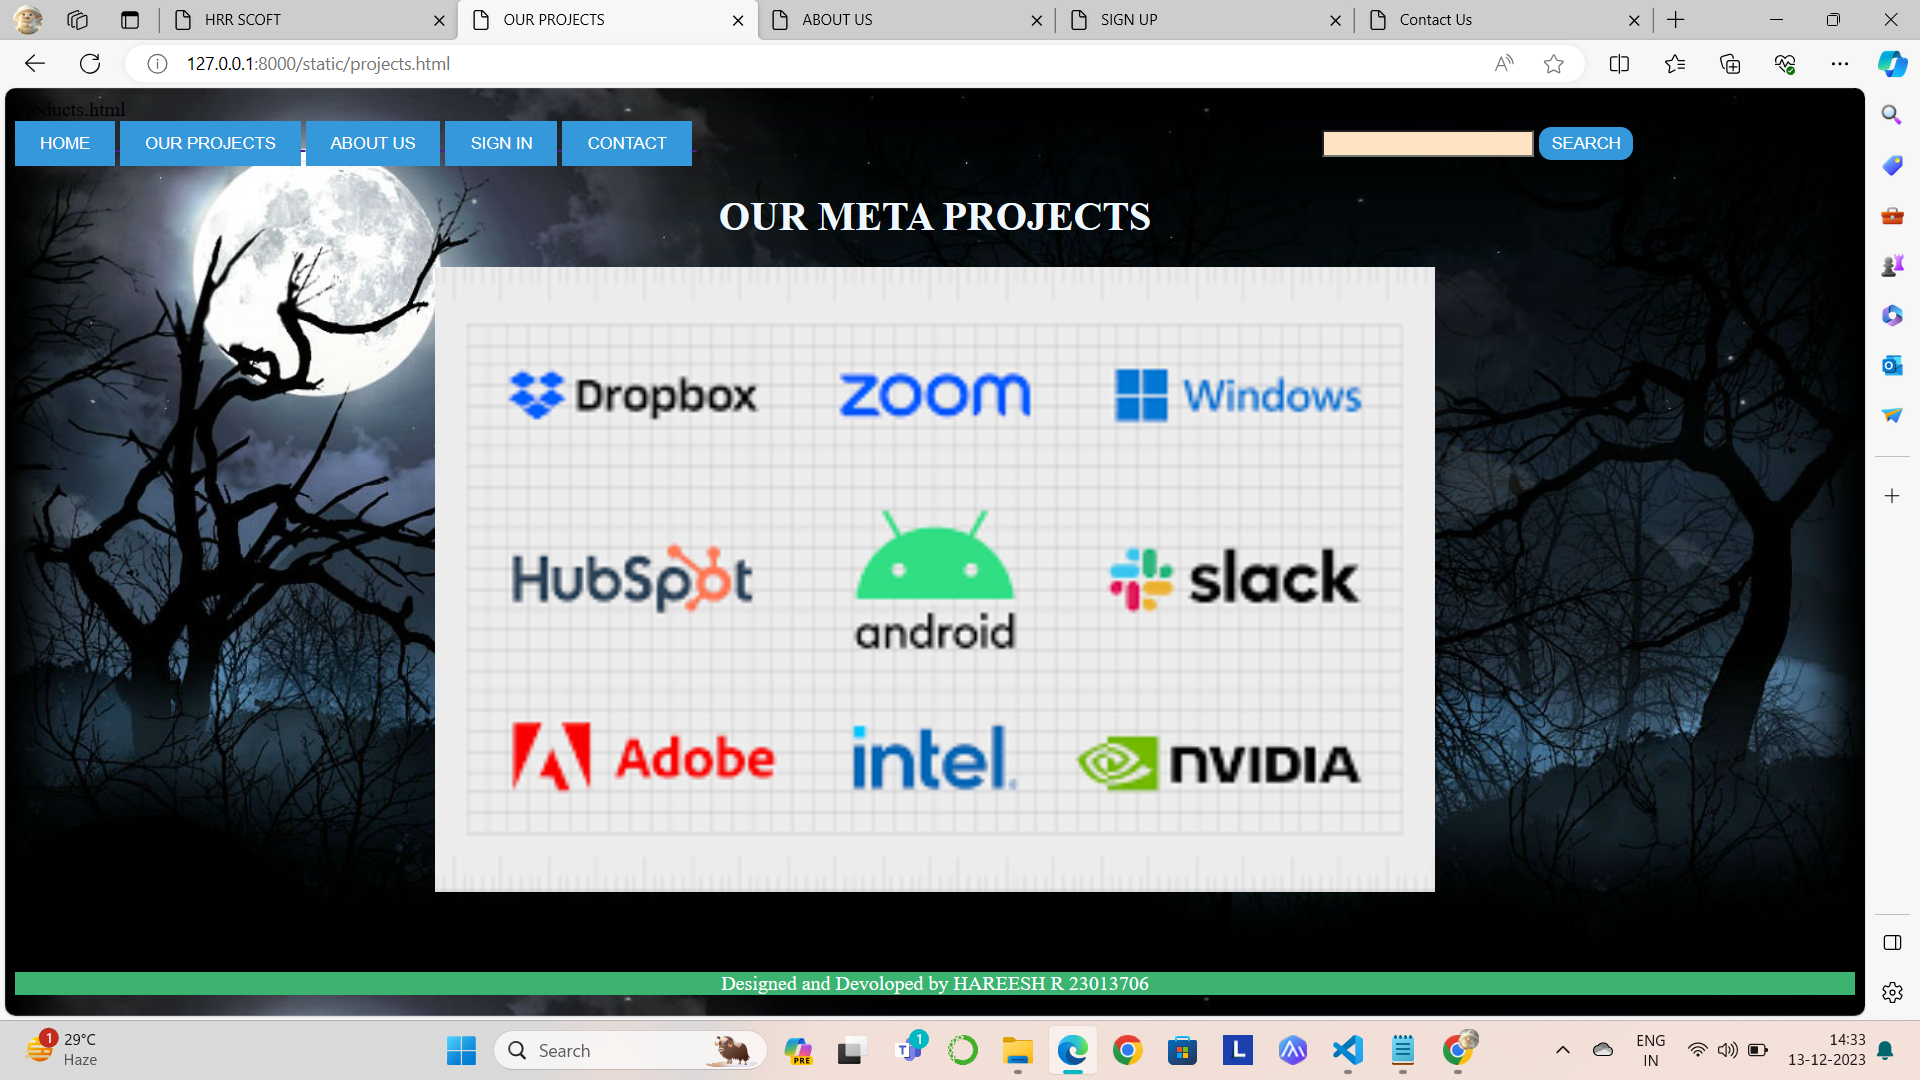 HRR SCOFT
OUR PROJECTS
ABOUT US
SIGN UP
Contact Us
127.0.0.1:8000/static/projects.html
products.html
HOME
OUR PROJECTS
ABOUT US
SIGN IN
CONTACT
SEARCH
OUR META PROJECTS
Dropbox
zoom
Windows
HubSpot
android
slack
Adobe
intel.
NVIDIA
Designed and Devoloped by HAREESH R 23013706
1
29°C
Haze
Search
PRE
1
L
ENG
IN
14:33
13-12-2023